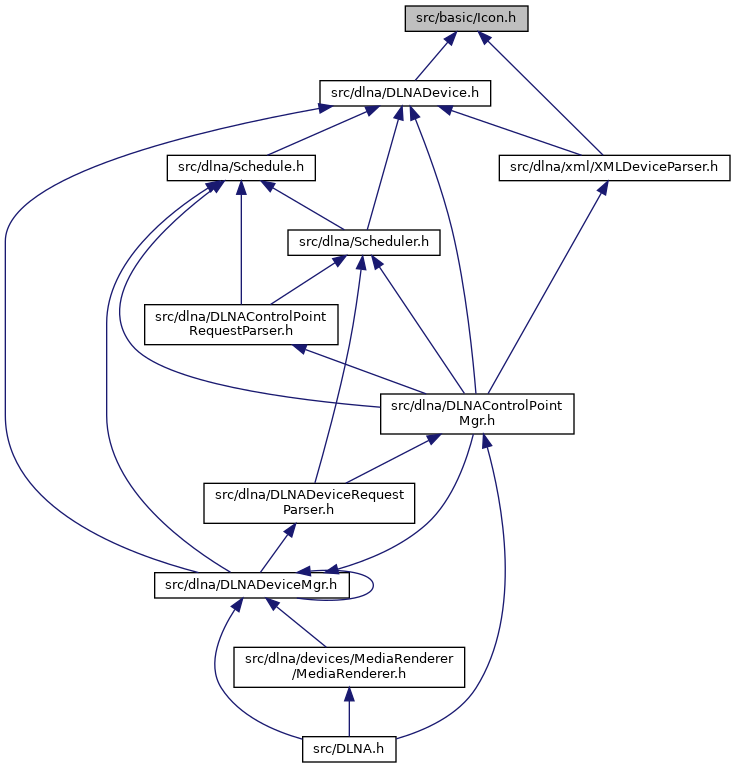 src/basic/Icon.h
src/dlna/DLNADevice.h
src/dlna/Schedule.h
src/dlna/xml/XMLDeviceParser.h
src/dlna/Scheduler.h
src/dlna/DLNAControlPoint
RequestParser.h
src/dlna/DLNAControlPoint
Mgr.h
src/dlna/DLNADeviceRequest
Parser.h
src/dlna/DLNADeviceMgr.h
src/dlna/devices/MediaRenderer
/MediaRenderer.h
src/DLNA.h